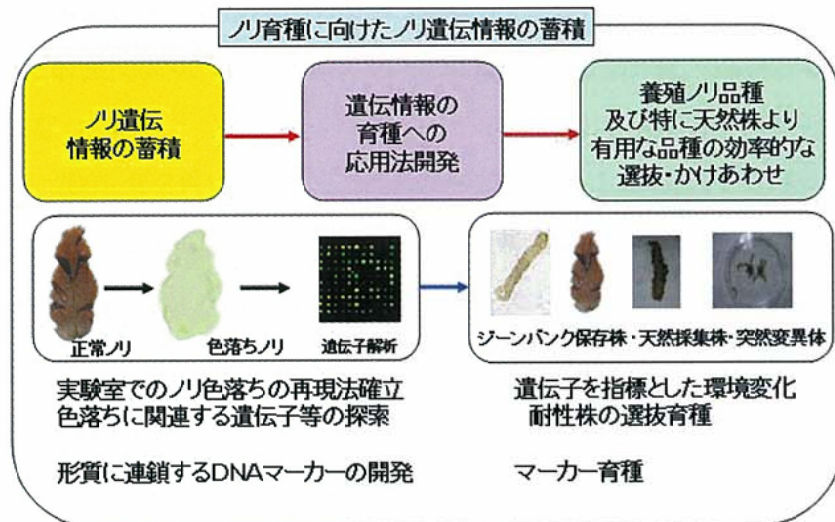 ノリ育種に向けたノリ遺伝情報の蓄積
ノリ遺伝
情報の蓄積
遺伝情報の
育種への
応用法開発
養殖ノリ品種
及び特に天然株より
有用な品種の効率的な
選抜・かけあわせ
正常ノリ
色落ちノリ
遺伝子解析
ジーンバンク保存株・天然採集株・突然変異体
実験室でのノリ色落ちの再現法確立
色落ちに関連する遺伝子等の探索
形質に連鎖するDNAマーカーの開発
遺伝子を指標とした環境変化
耐性株の選抜育種
マーカー育種